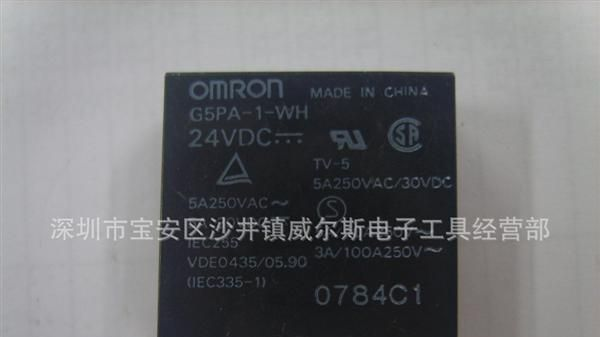 OMRON
MADE IN CHINA
G5PA-1-WH
24VDC
TV-5
5A250VAC/30VDC
5A250VAC~
深圳市宝安区沙井镇威尔斯电子工具经营部
IEC255
VDE0435/05.90
3A/100A250V~
(IEC335-1)
0784C1